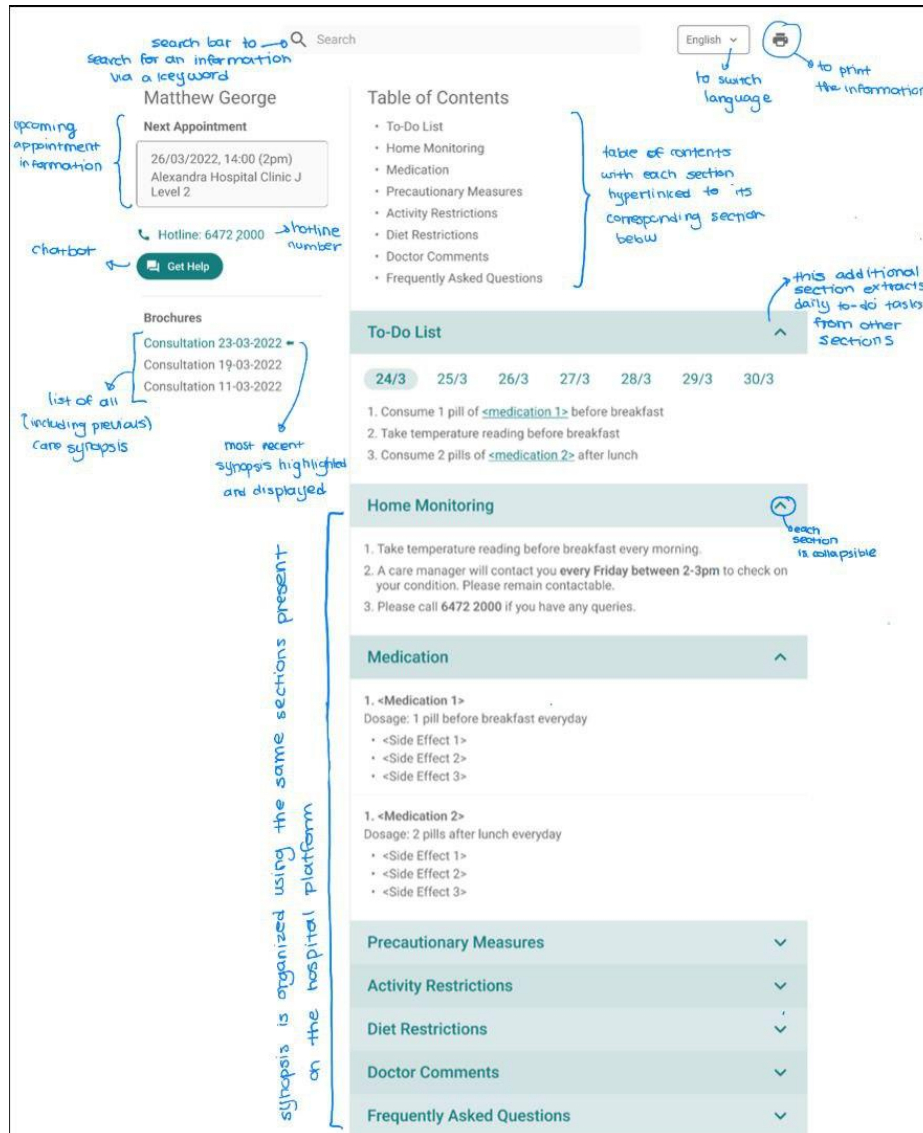 search bar to
search for an information
via a keyword
Search
English
to switch
language
to print
the information
Matthew George
Next Appointment
26/03/2022, 14:00 (2pm)
Alexandra Hospital Clinic J
Level 2
upcoming
appointment
information
Hotline: 6472 2000
hotline
number
chatbot
Get Help
Brochures
Consultation 23-03-2022
Consultation 19-03-2022
Consultation 11-03-2022
list of all
(including previous)
care synopsis
most recent
synopsis highlighted
and displayed
Table of Contents
• To-Do List
• Home Monitoring
• Medication
• Precautionary Measures
• Activity Restrictions
• Diet Restrictions
• Doctor Comments
• Frequently Asked Questions
table of contents
with each section
hyperlinked to its
corresponding section
below
this additional
section extracts
daily to-do tasks
from other
sections
To-Do List
24/3 25/3 26/3 27/3 28/3 29/3 30/3
1. Consume 1 pill of <medication 1> before breakfast
2. Take temperature reading before breakfast
3. Consume 2 pills of <medication 2> after lunch
Home Monitoring
each
section
is collapsible
1. Take temperature reading before breakfast every morning.
2. A care manager will contact you every Friday between 2-3pm to check on
your condition. Please remain contactable.
3. Please call 6472 2000 if you have any queries.
Medication
1. <Medication 1>
Dosage: 1 pill before breakfast everyday
• <Side Effect 1>
• <Side Effect 2>
• <Side Effect 3>
1. <Medication 2>
Dosage: 2 pills after lunch everyday
• <Side Effect 1>
• <Side Effect 2>
• <Side Effect 3>
Precautionary Measures
Activity Restrictions
Diet Restrictions
Doctor Comments
Frequently Asked Questions
synopsis is organized using the same sections present
on the hospital platform